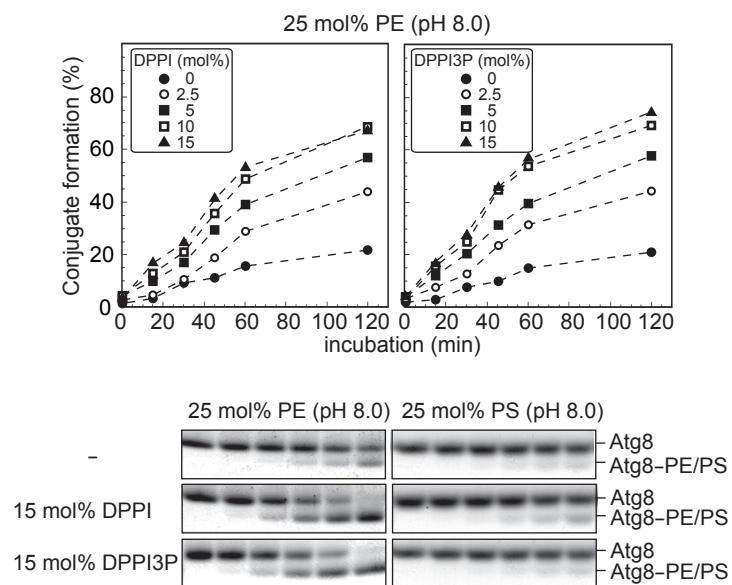 25 mol% PE (pH 8.0)
DPPI (mol%)
0
2.5
5
10
15
DPPI3P (mol%)
0
2.5
5
10
15
Conjugate formation (%)
80
60
40
20
0
0 20 40 60 80 100 120
0 20 40 60 80 100 120
incubation (min)
25 mol% PE (pH 8.0) 25 mol% PS (pH 8.0)
–
Atg8
Atg8–PE/PS
15 mol% DPPI
Atg8
Atg8–PE/PS
15 mol% DPPI3P
Atg8
Atg8–PE/PS